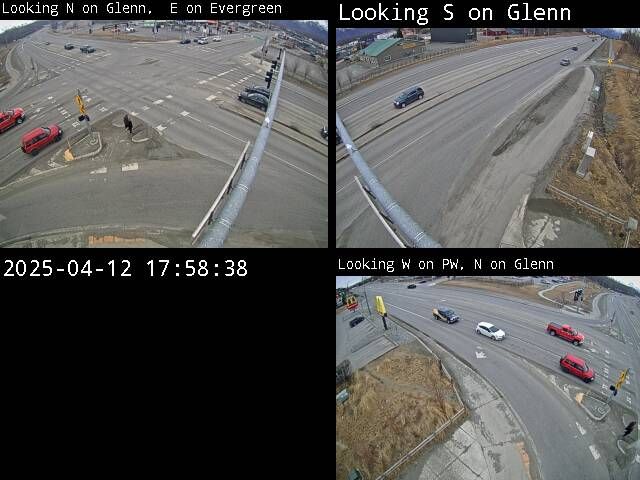 Looking N on Glenn, E on Evergreen
Looking S on Glenn
2025-04-12 17:58:38
Looking W on PW, N on Glenn